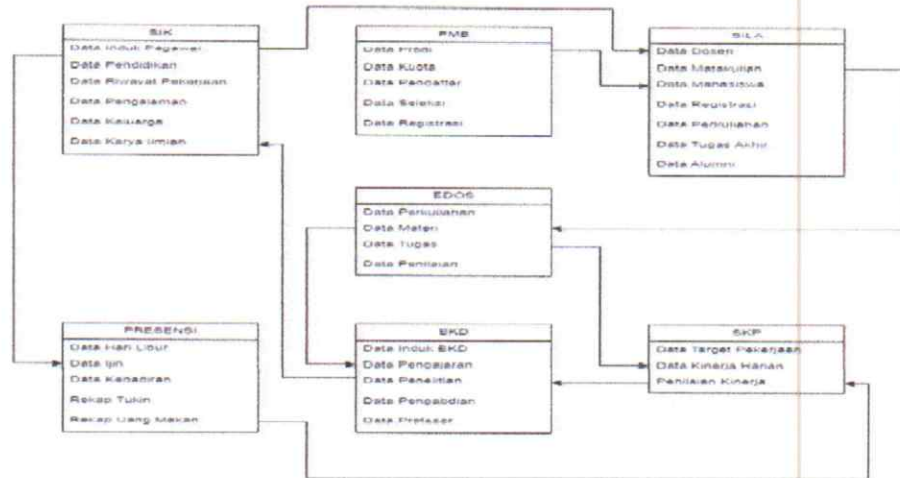 SIK
Data Induk Pegawai
Data Pendidikan
Data Riwayat Pekerjaan
Data Pengalaman
Data Keluarga
Data Karya Ilmiah
PMB
Data Prodi
Data Kuota
Data Pendaftar
Data Seleksi
Data Registrasi
SILA
Data Dosen
Data Matakuliah
Data Mahasiswa
Data Registrasi
Data Perkuliahan
Data Tugas Akhir
Data Alumni
EDOS
Data Perkuliahan
Data Materi
Data Tugas
Data Penilaian
PRESENSI
Data Hari Libur
Data Ijin
Data Kehadiran
Rekap Tukin
Rekap Uang Makan
BKD
Data Induk BKD
Data Pengajaran
Data Penelitian
Data Pengabdian
Data Profesor
SKP
Data Target Pekerjaan
Data Kinerja Harian
Penilaian Kinerja